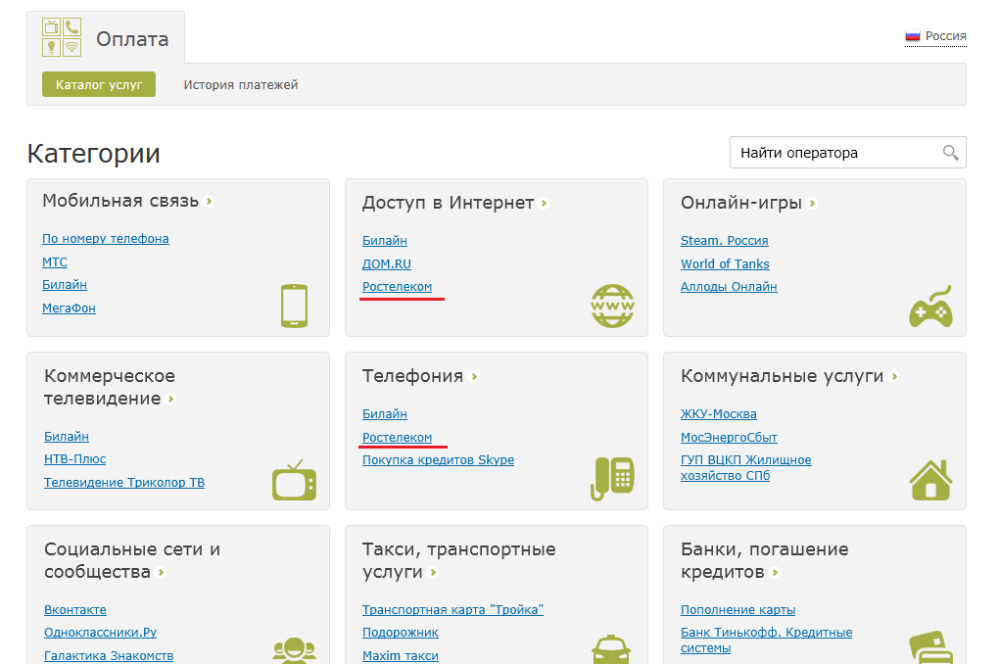 Оплата
Россия
Каталог услуг
История платежей
Категории
Найти оператора
Мобильная связь
По номеру телефона
МТС
Билайн
МегаФон
Доступ в Интернет
Билайн
ДОМ.RU
Ростелеком
WWW
Онлайн-игры
Steam. Россия
World of Tanks
Аллоды Онлайн
Коммерческое
телевидение
Билайн
НТВ-Плюс
Телевидение Триколор ТВ
Телефония
Билайн
Ростелеком
Покупка кредитов Skype
Коммунальные услуги
ЖКУ-Москва
МосЭнергоСбыт
ГУП ВЦКП Жилищное
хозяйство СПб
Социальные сети и
сообщества
Вконтакте
Одноклассники.Ру
Галактика Знакомств
Такси, транспортные
услуги
Транспортная карта "Тройка"
Подорожник
Maxim такси
Банки, погашение
кредитов
Пополнение карты
Банк Тинькофф. Кредитные
системы